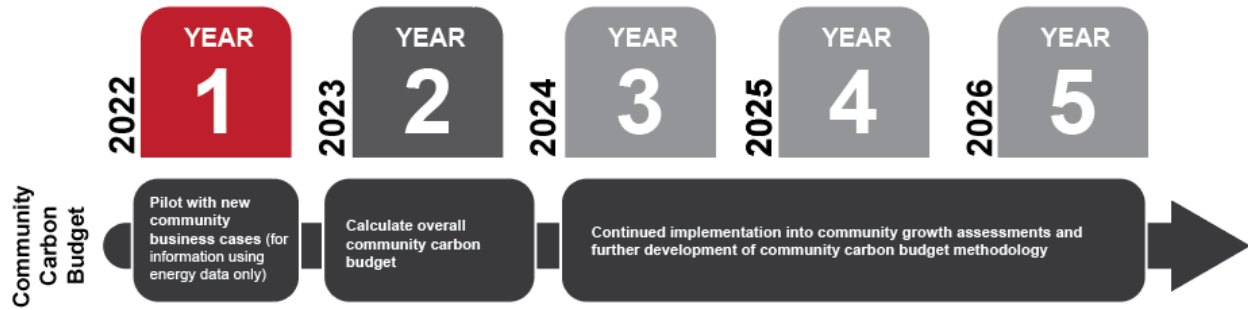 YEAR
1
2022
YEAR
2
2023
YEAR
3
2024
YEAR
4
2025
YEAR
5
2026
Community
Carbon
Budget
Pilot with new
community
business cases (for
information using
energy data only)
Calculate overall
community carbon
budget
Continued implementation into community growth assessments and
further development of community carbon budget methodology